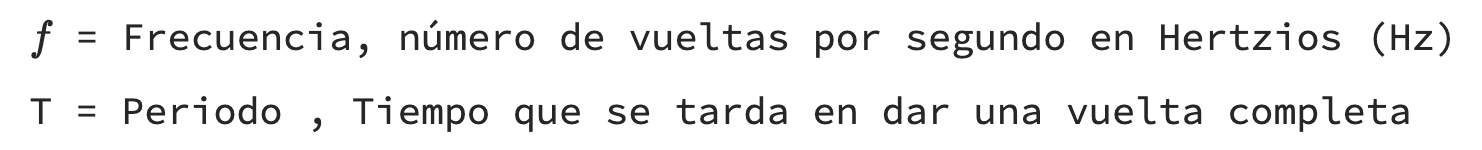 f = Frecuencia, número de vueltas por segundo en Hertzios (Hz)
T = Periodo , Tiempo que se tarda en dar una vuelta completa